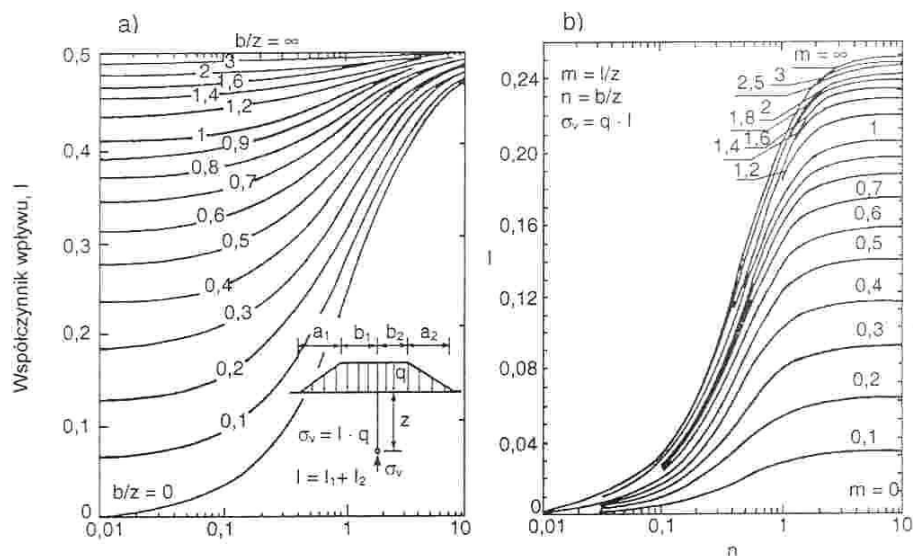 a)
b/z = ∞
0,5
0,4
0,3
0,2
0,1
0
Współczynnik wpływu, I
3
2
1,6
1,4
1,2
1
0,9
0,8
0,7
0,6
0,5
0,4
0,3
0,2
0,1
b/z = 0
a₁ b₁ b₂ a₂
q
z
σᵥ = I · q
σᵥ
I = I₁ + I₂
0,01 0,1 1 10
b)
m = l/z
n = b/z
σᵥ = q · I
m = ∞
3
2,5
2
1,8
1,6
1,4
1,2
1
0,7
0,6
0,5
0,4
0,3
0,2
0,1
m = 0
0,24
0,20
0,16
I
0,12
0,08
0,04
0
0,01 0,1 1 10
n